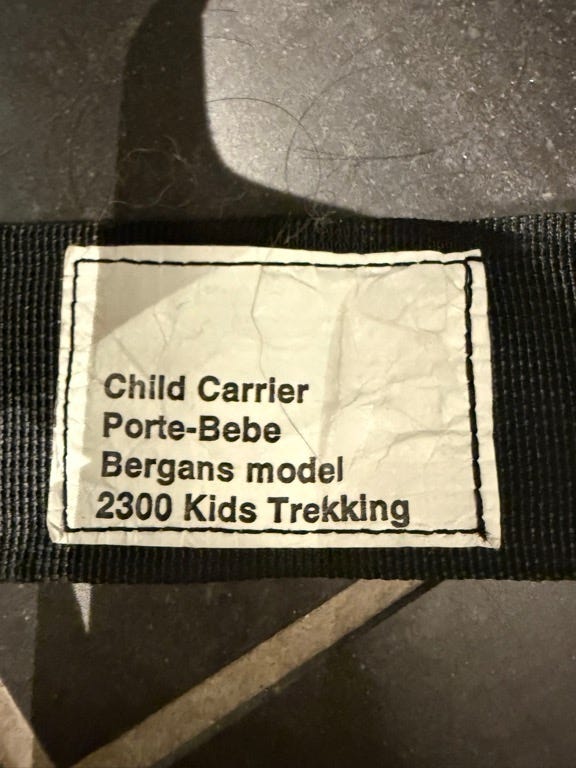 Child Carrier
Porte-Bebe
Bergans model
2300 Kids Trekking